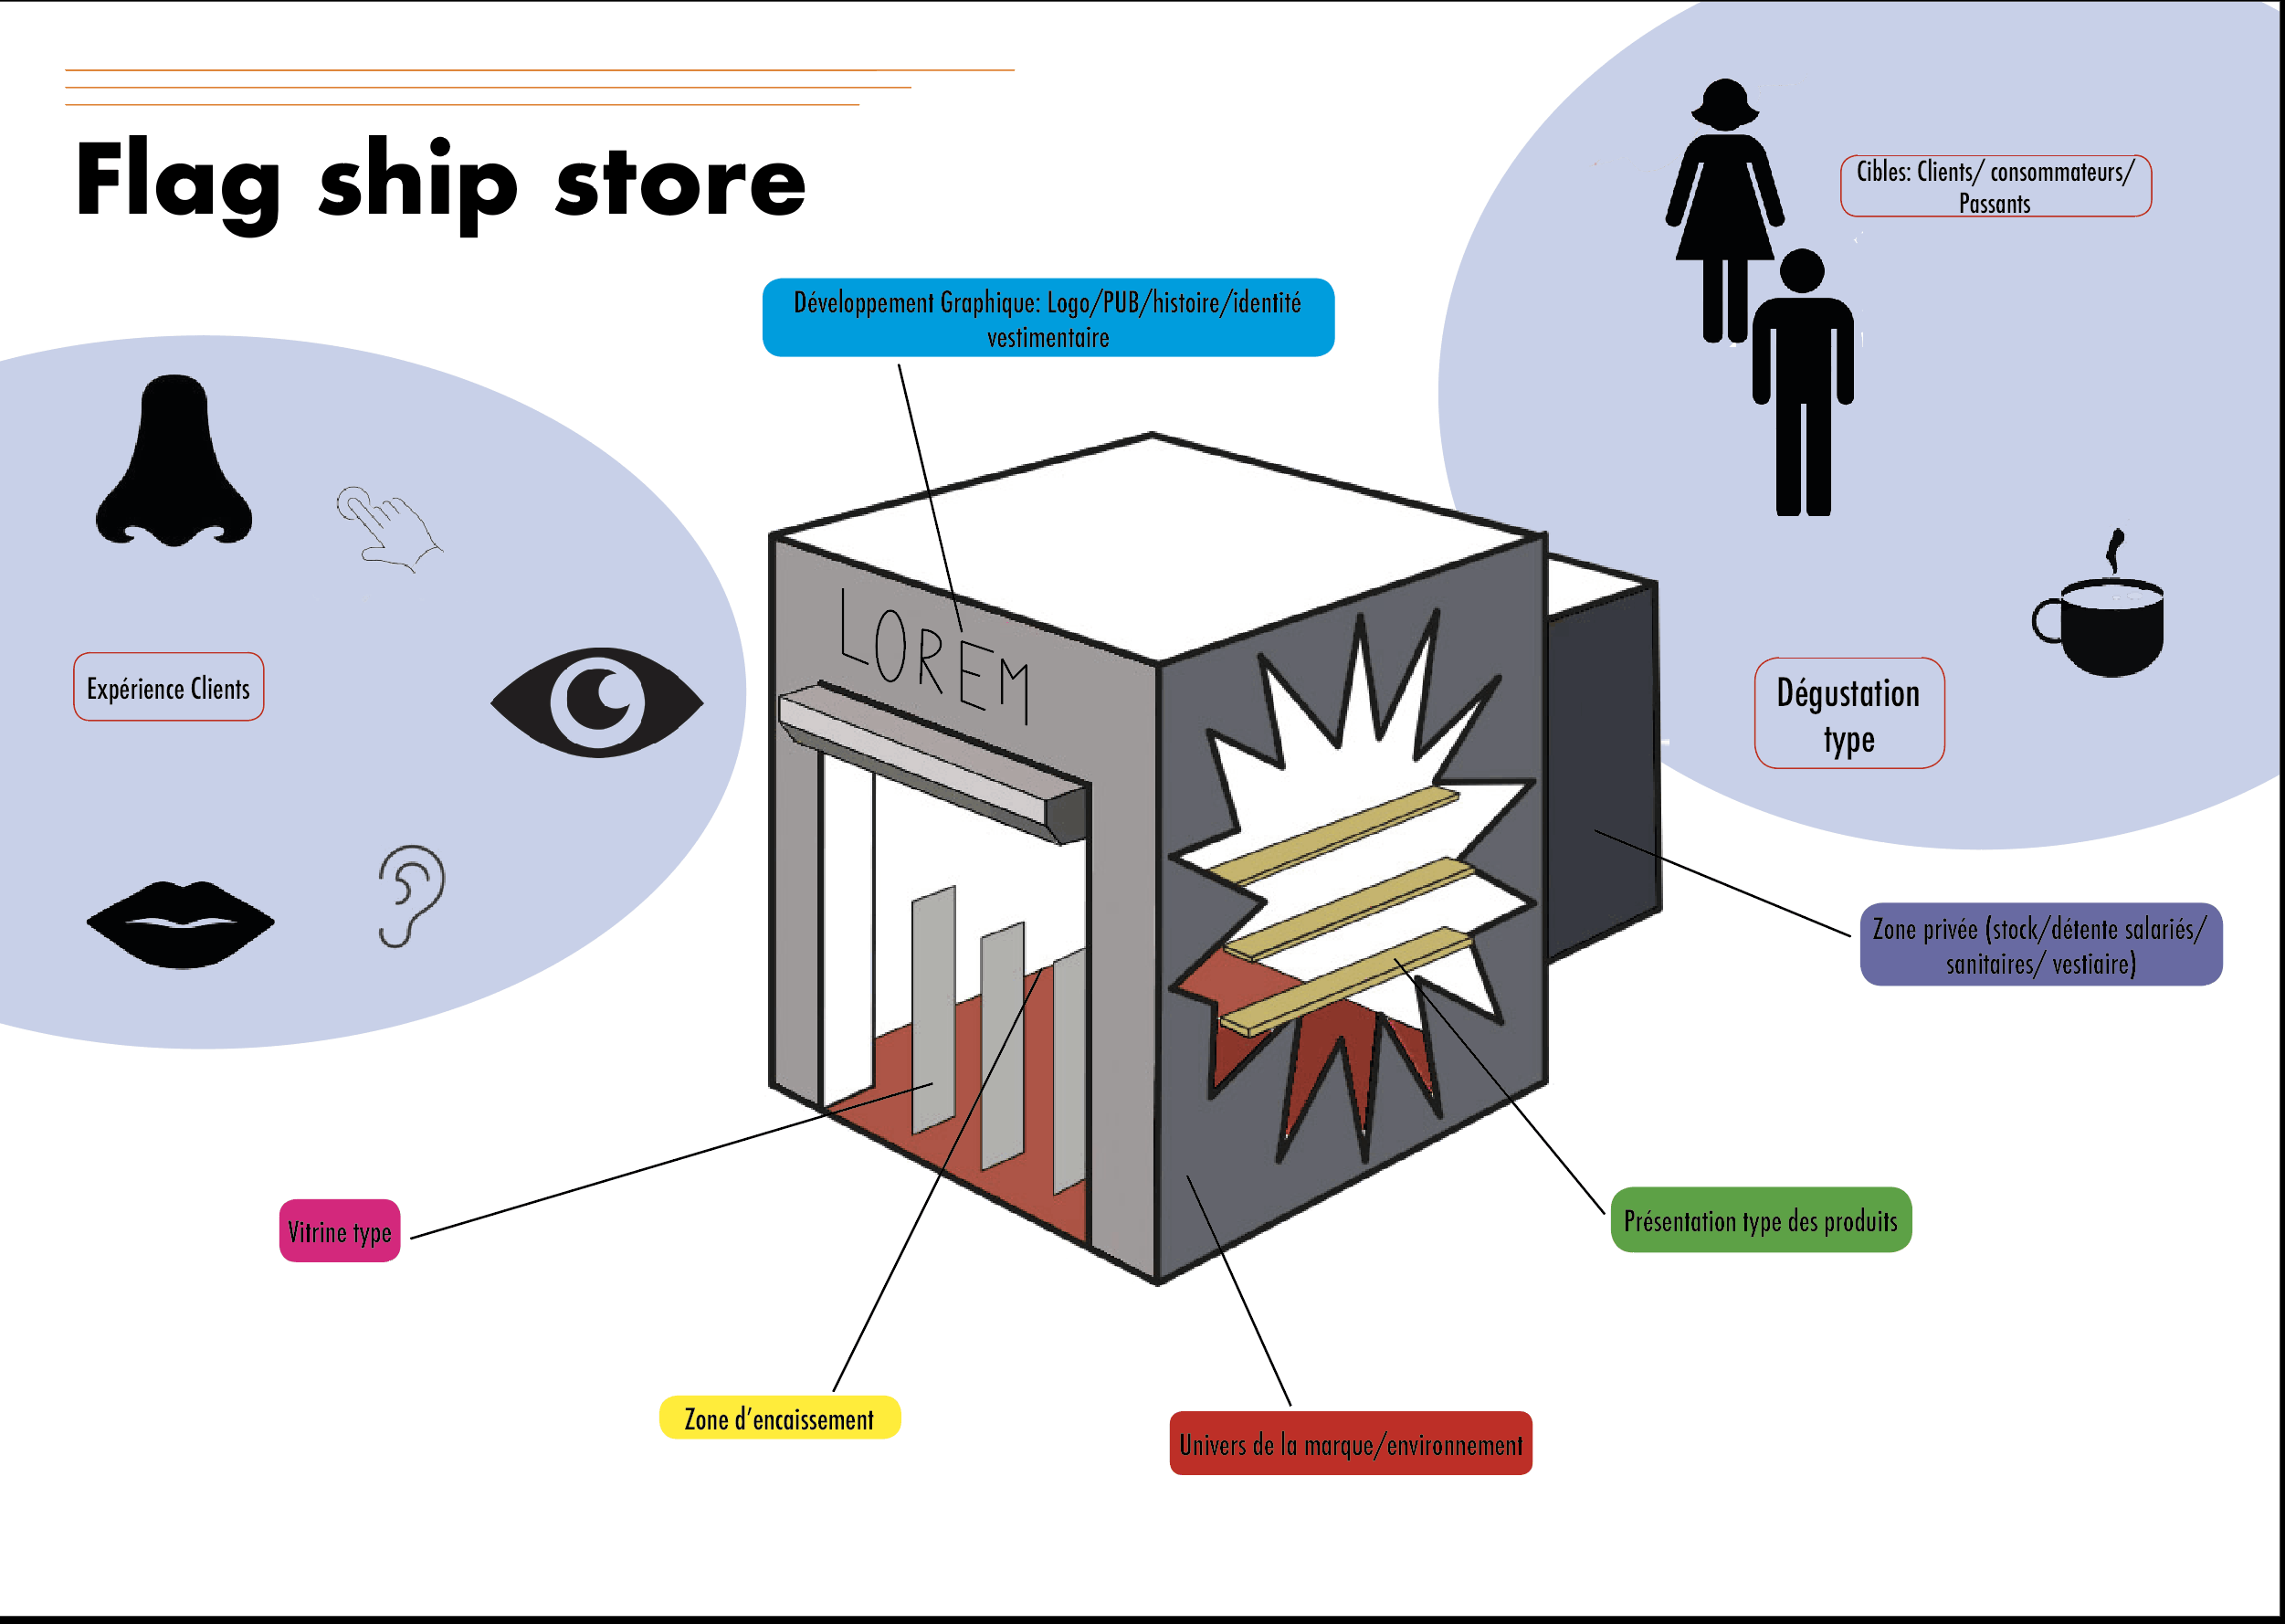 Flag ship store
Cibles: Clients/ consommateurs/
Passants
Développement Graphique: Logo/PUB/histoire/identité
vestimentaire
LOREM
Expérience Clients
Dégustation
type
Zone privée (stock/détente salariés/
sanitaires/ vestiaire)
Vitrine type
Présentation type des produits
Zone d'encaissement
Univers de la marque/environnement